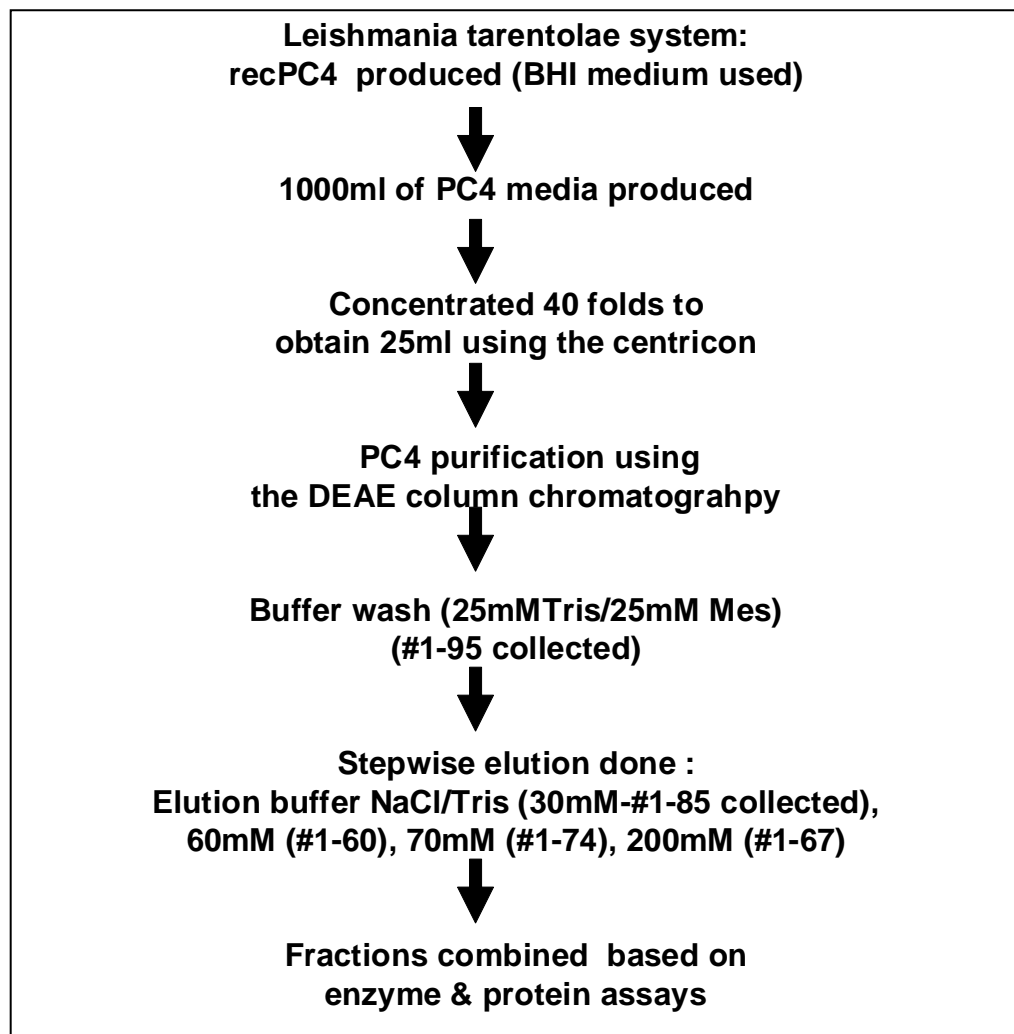 Leishmania tarentolae system:
recPC4 produced (BHI medium used)
1000ml of PC4 media produced
Concentrated 40 folds to
obtain 25ml using the centricon
PC4 purification using
the DEAE column chromatograhpy
Buffer wash (25mMTris/25mM Mes)
(#1-95 collected)
Stepwise elution done :
Elution buffer NaCl/Tris (30mM-#1-85 collected),
60mM (#1-60), 70mM (#1-74), 200mM (#1-67)
Fractions combined based on
enzyme & protein assays